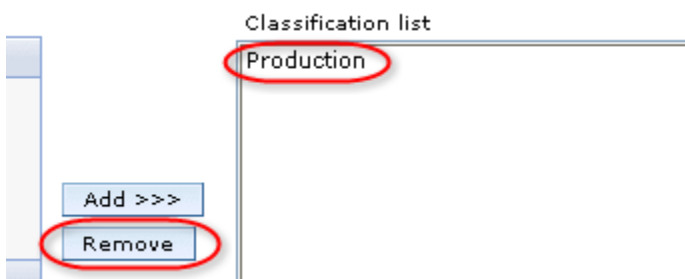 Classification list
Production
Add >>>
Remove